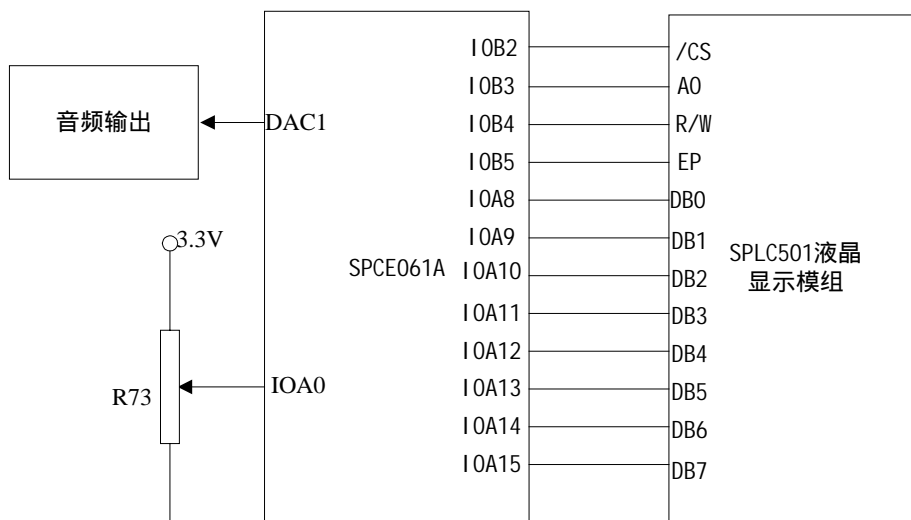 音频输出
DAC1
3.3V
R73
IOA0
SPCE061A
IOB2
IOB3
IOB4
IOB5
IOA8
IOA9
IOA10
IOA11
IOA12
IOA13
IOA14
IOA15
/CS
A0
R/W
EP
DB0
DB1
DB2
DB3
DB4
DB5
DB6
DB7
SPLC501液晶
显示模组